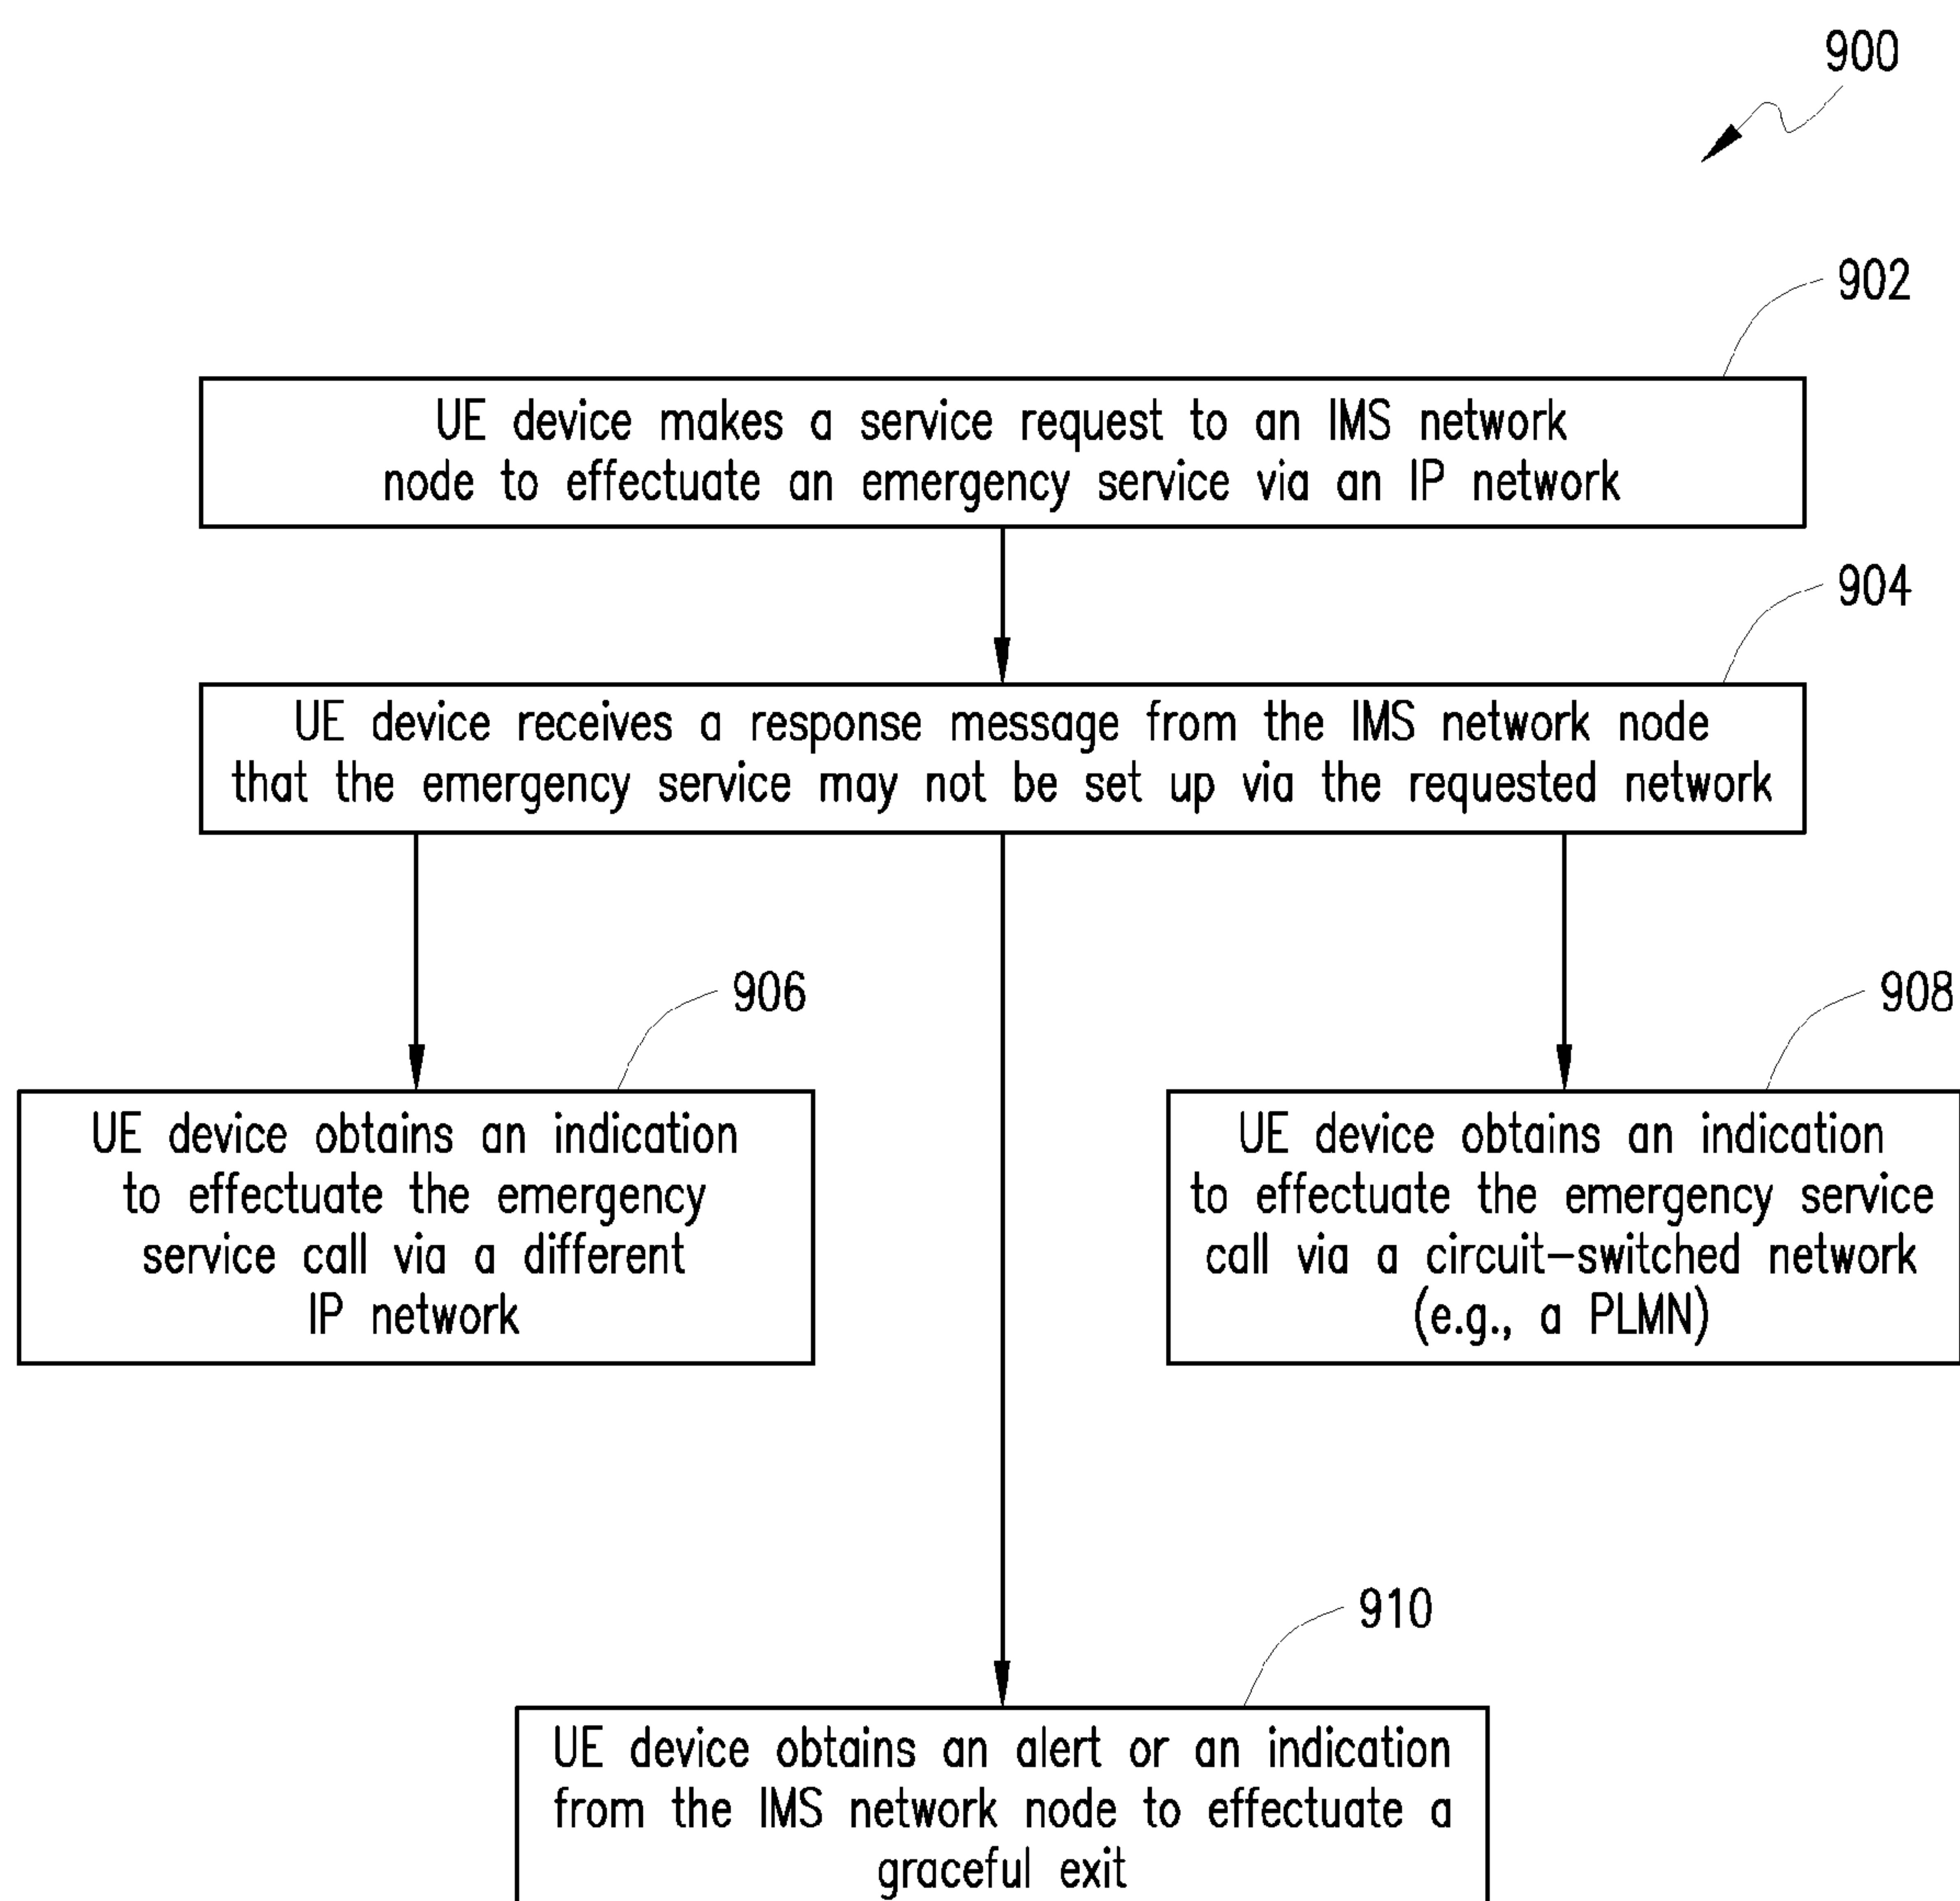 900
902
UE device makes a service request to an IMS network
node to effectuate an emergency service via an IP network
904
UE device receives a response message from the IMS network node
that the emergency service may not be set up via the requested network
906
UE device obtains an indication
to effectuate the emergency
service call via a different
IP network
908
UE device obtains an indication
to effectuate the emergency service
call via a circuit-switched network
(e.g., a PLMN)
910
UE device obtains an alert or an indication
from the IMS network node to effectuate a
graceful exit